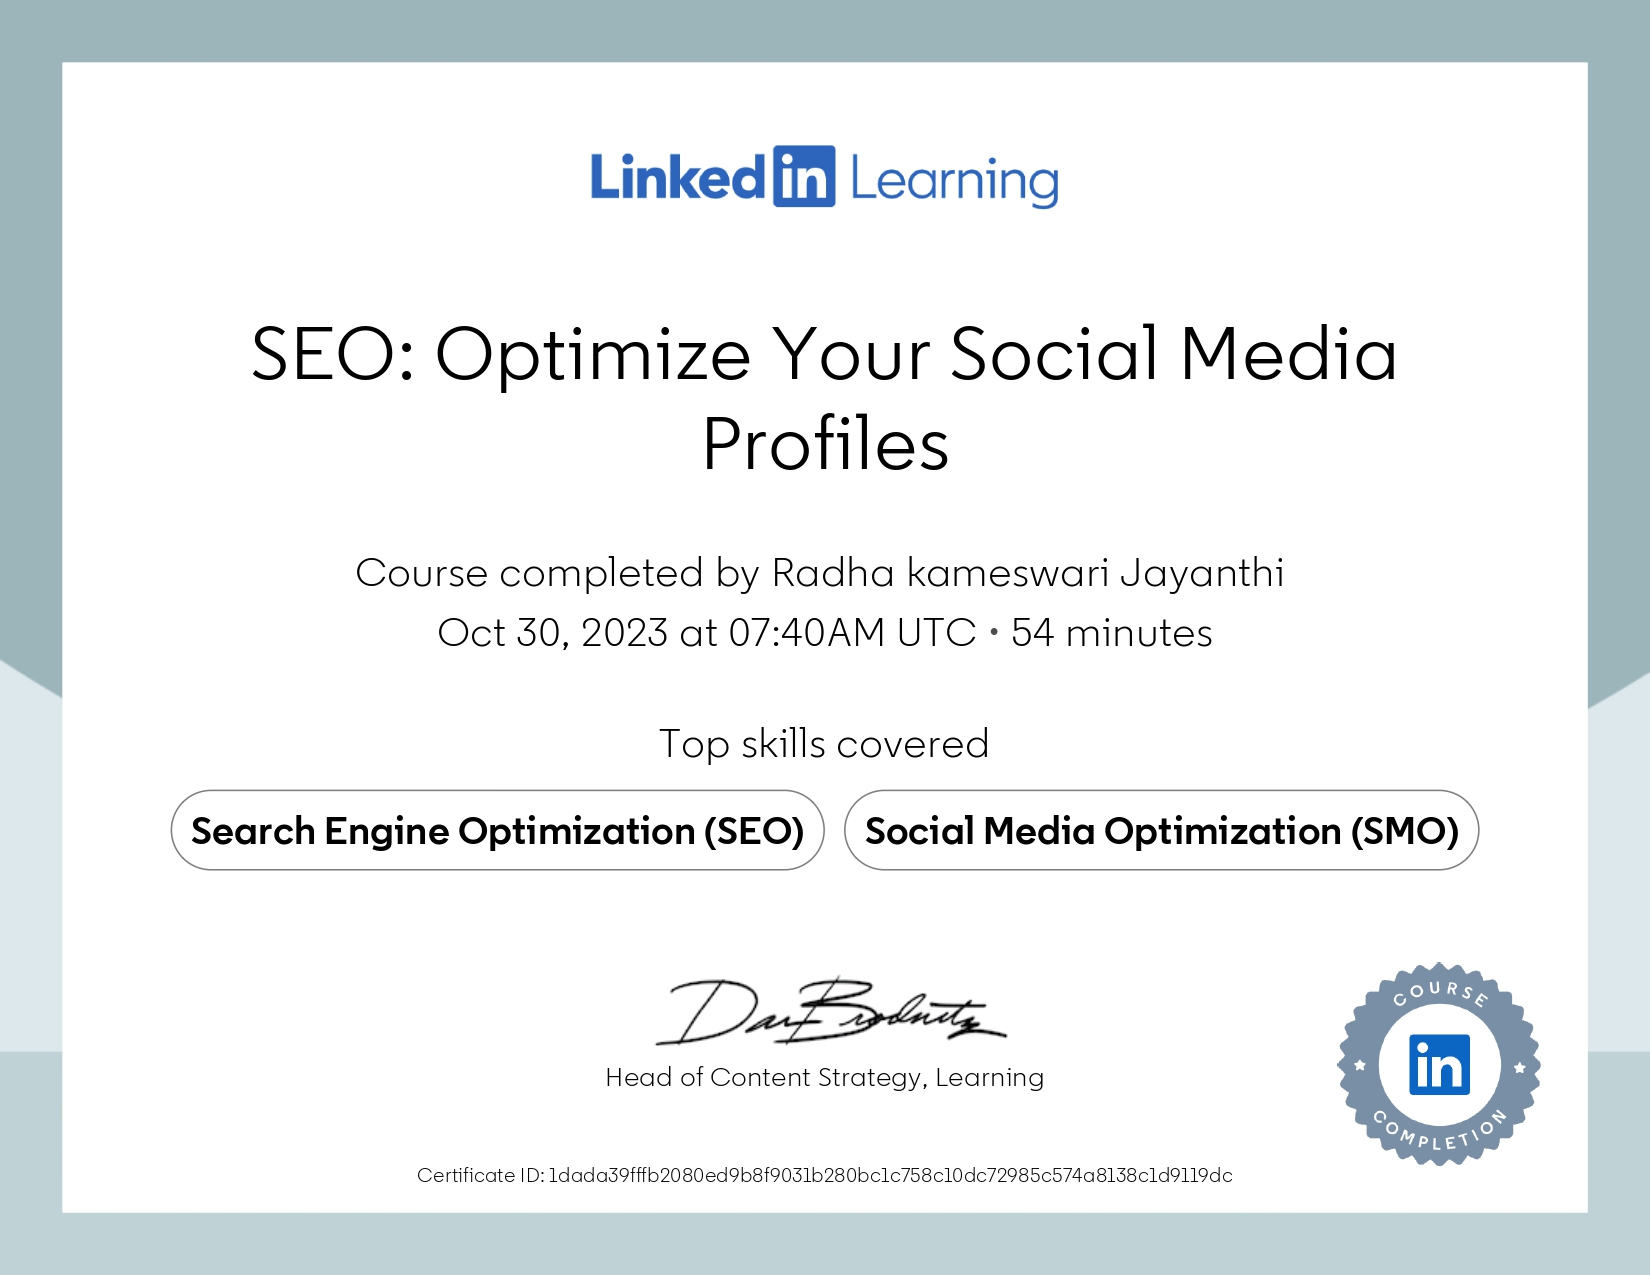 Linked in Learning
SEO: Optimize Your Social Media
Profiles
Course completed by Radha kameswari Jayanthi
Oct 30, 2023 at 07:40AM UTC • 54 minutes
Top skills covered
Search Engine Optimization (SEO) Social Media Optimization (SMO)
Dan Brodnitz
Head of Content Strategy, Learning
COURSE
in
COMPLETION
Certificate ID: 1dada39fffb2080ed9b8f9031b280bc1c758c10dc72985c574a8138c1d9119dc